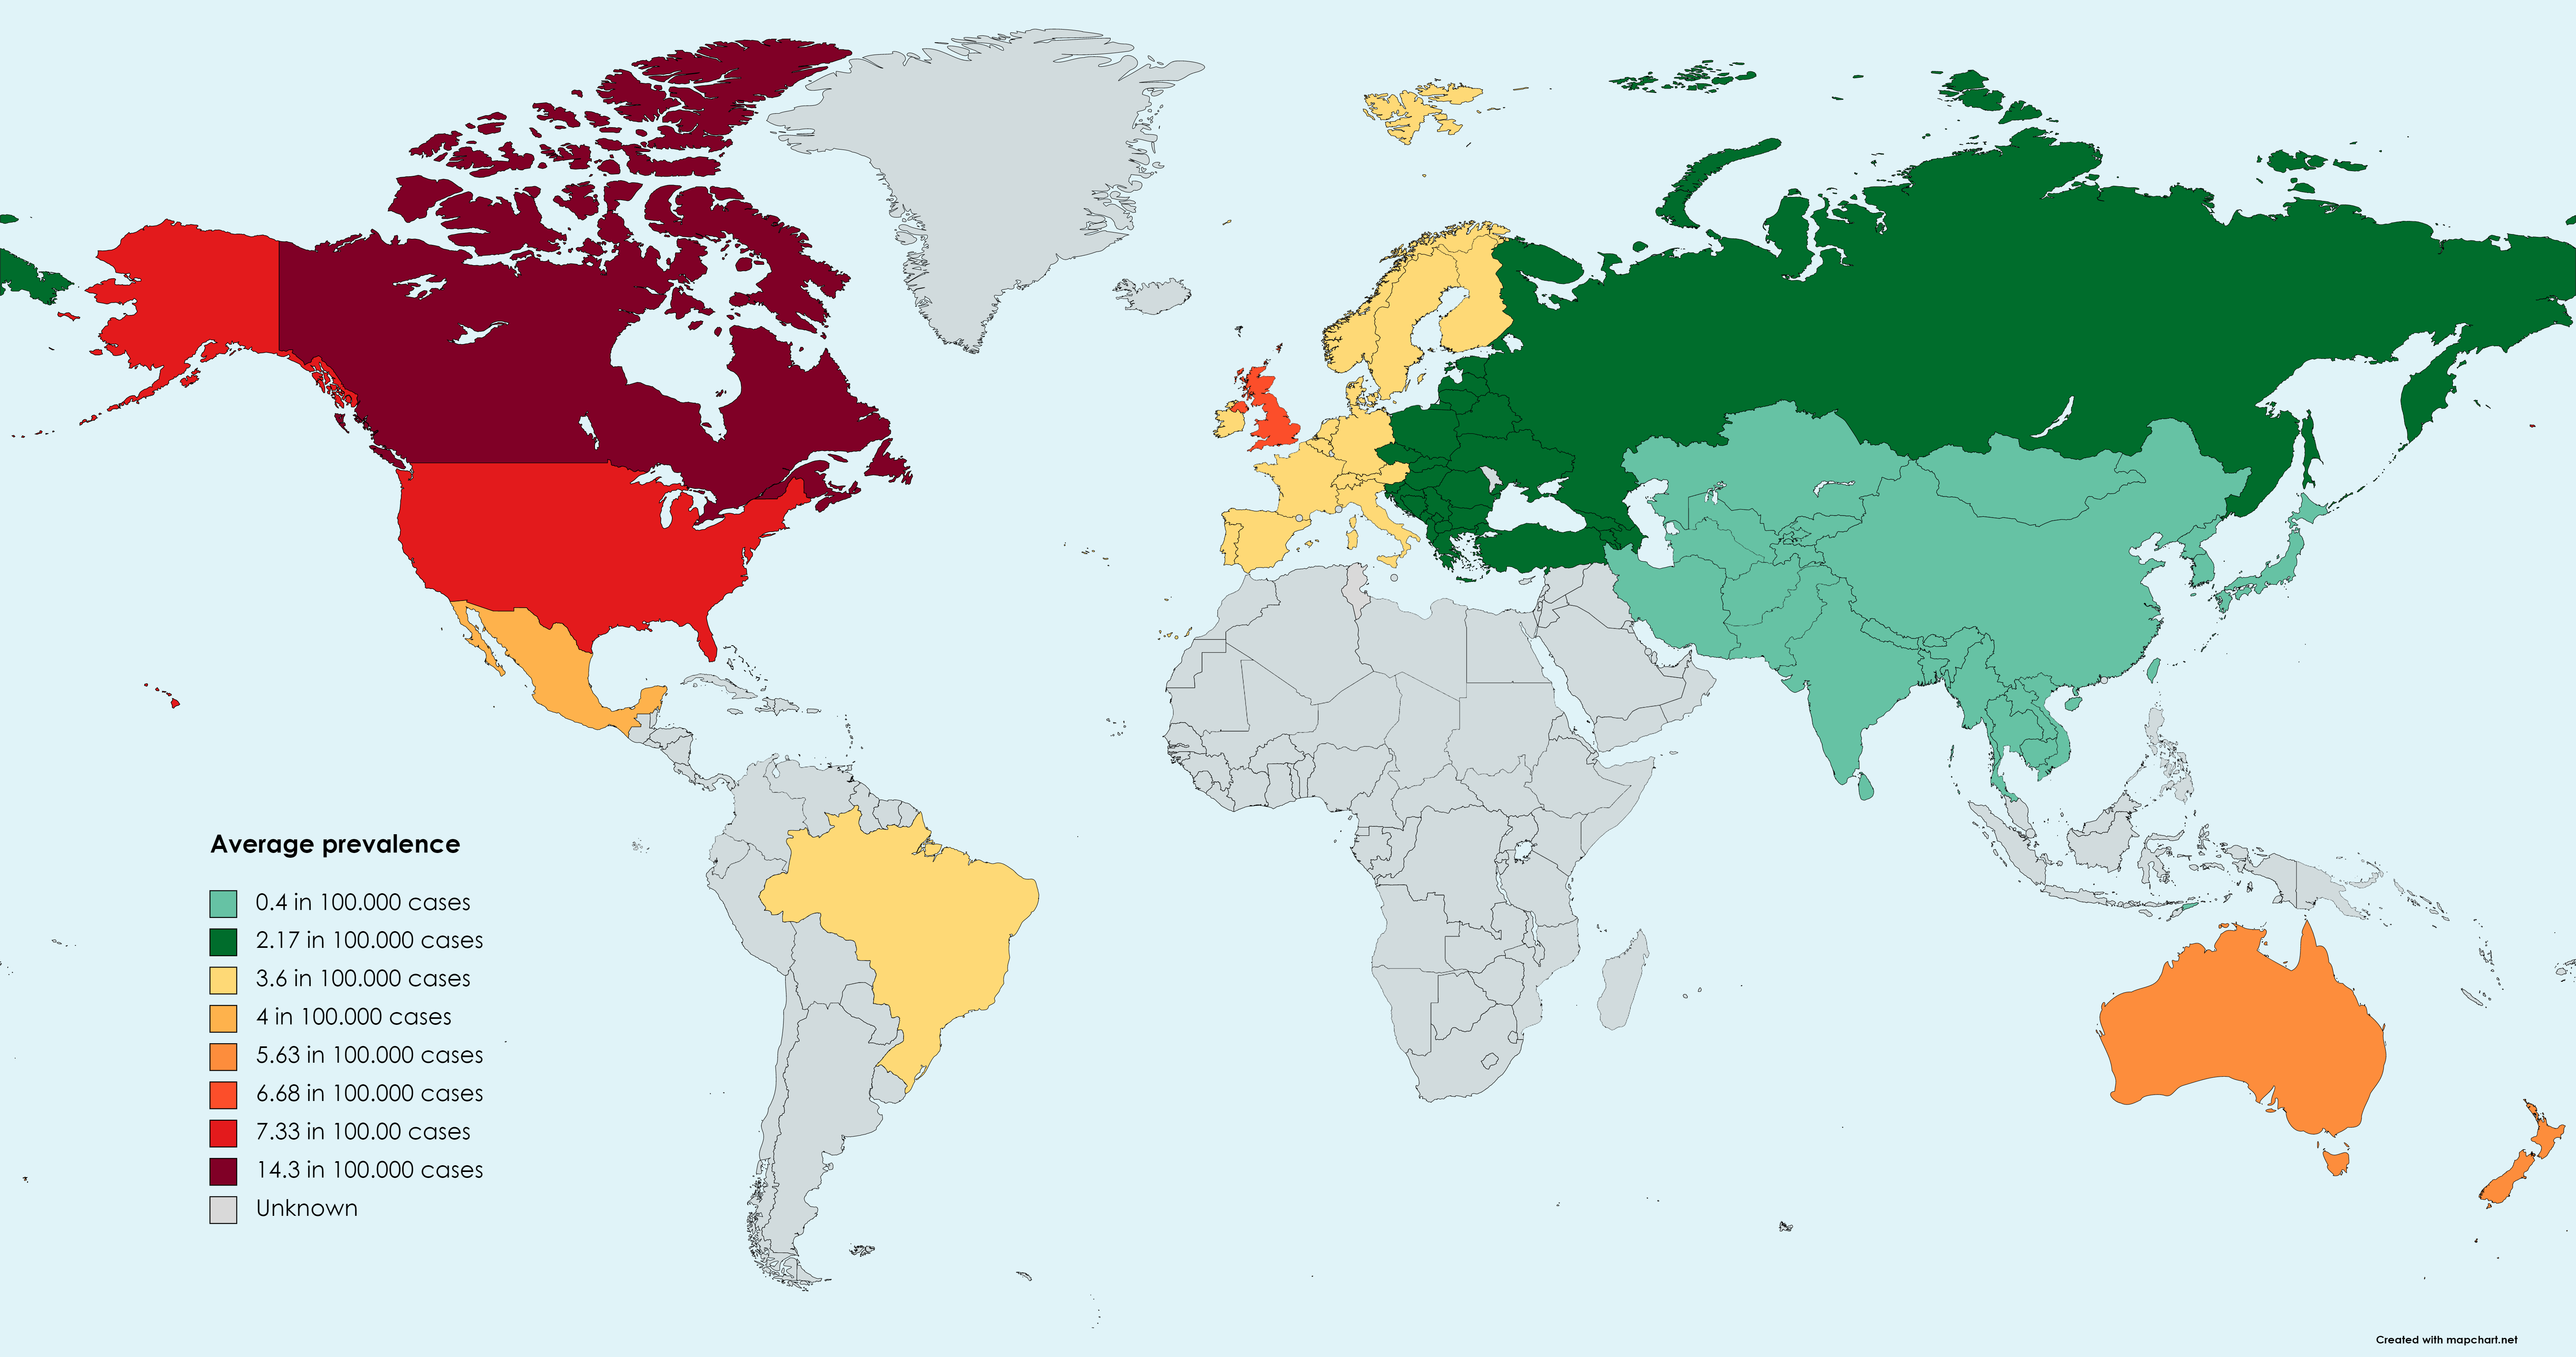 Average prevalence
0.4 in 100.000 cases
2.17 in 100.000 cases
3.6 in 100.000 cases
4 in 100.000 cases
5.63 in 100.000 cases
6.68 in 100.000 cases
7.33 in 100.00 cases
14.3 in 100.000 cases
Unknown
Created with mapchart.net